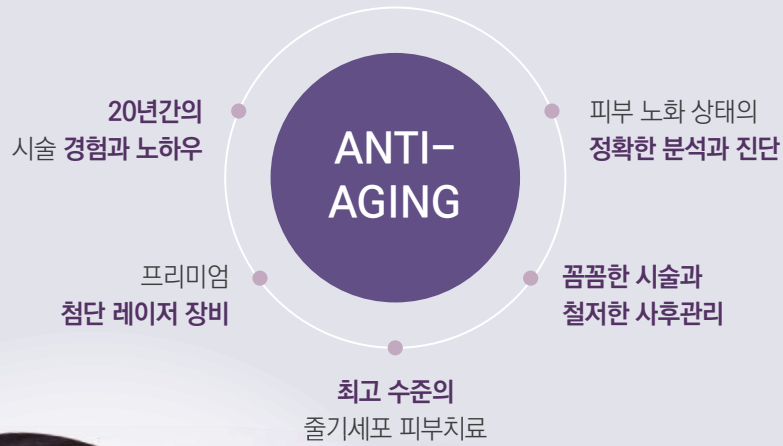 ANTI-
AGING
20년간의
시술 경험과 노하우
피부 노화 상태의
정확한 분석과 진단
프리미엄
첨단 레이저 장비
꼼꼼한 시술과
철저한 사후관리
최고 수준의
줄기세포 피부치료